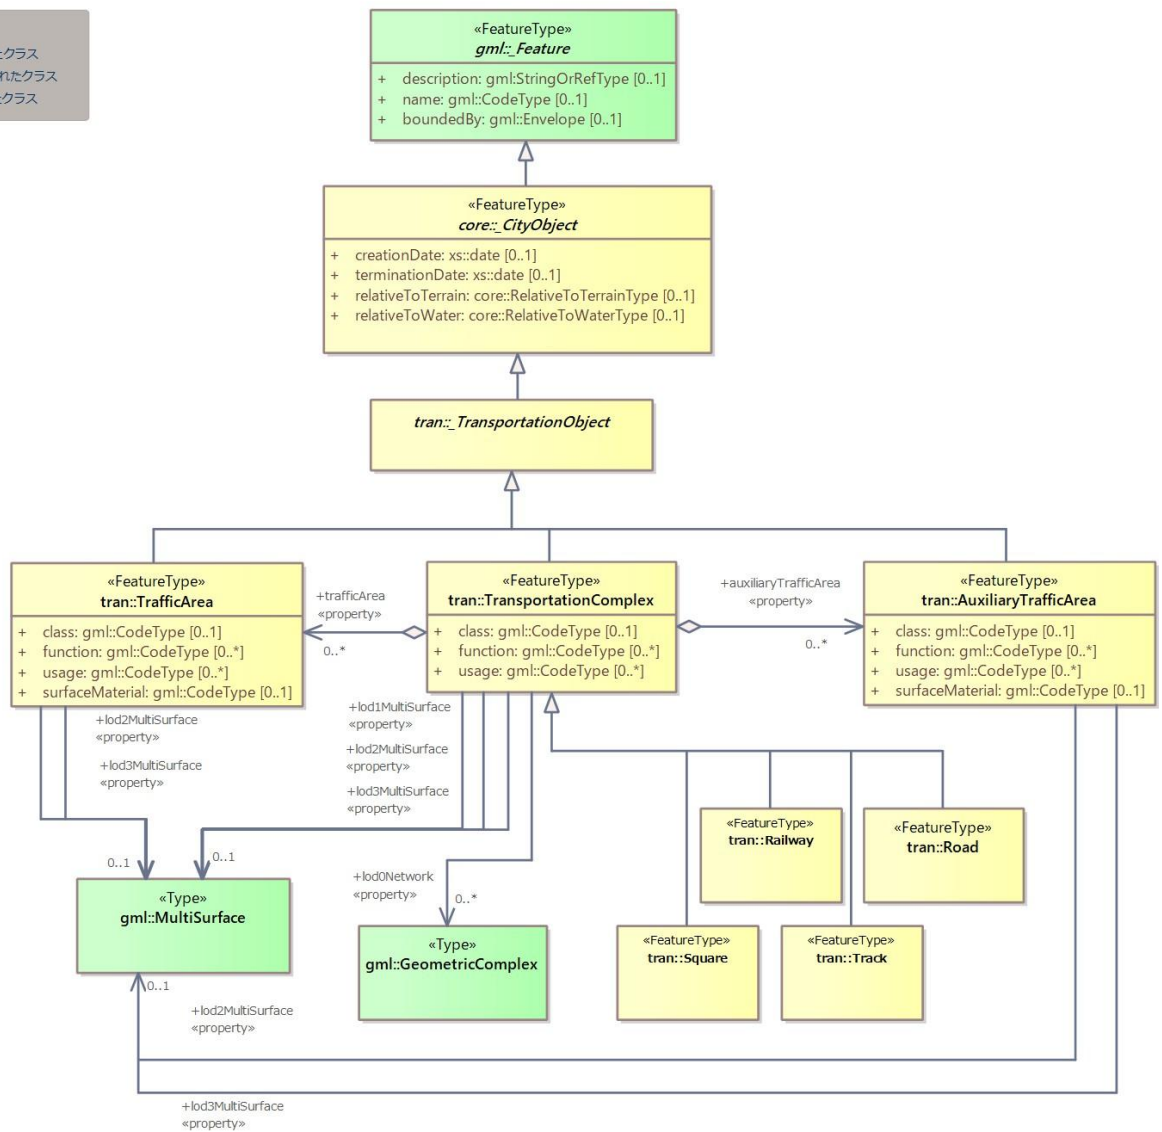 クラス
れたクラス
クラス
«FeatureType»
gml::_Feature
+ description: gml:StringOrRefType [0..1]
+ name: gml::CodeType [0..1]
+ boundedBy: gml::Envelope [0..1]
«FeatureType»
core::_CityObject
+ creationDate: xs::date [0..1]
+ terminationDate: xs::date [0..1]
+ relativeToTerrain: core::RelativeToTerrainType [0..1]
+ relativeToWater: core::RelativeToWaterType [0..1]
tran::_TransportationObject
«FeatureType»
tran::TrafficArea
+ class: gml::CodeType [0..1]
+ function: gml::CodeType [0..*]
+ usage: gml::CodeType [0..*]
+ surfaceMaterial: gml::CodeType [0..1]
+trafficArea
«property»
0..*
«FeatureType»
tran::TransportationComplex
+ class: gml::CodeType [0..1]
+ function: gml::CodeType [0..*]
+ usage: gml::CodeType [0..*]
+auxiliaryTrafficArea
«property»
0..*
«FeatureType»
tran::AuxiliaryTrafficArea
+ class: gml::CodeType [0..1]
+ function: gml::CodeType [0..*]
+ usage: gml::CodeType [0..*]
+ surfaceMaterial: gml::CodeType [0..1]
+lod2MultiSurface
«property»
+lod3MultiSurface
«property»
+lod1MultiSurface
«property»
+lod2MultiSurface
«property»
+lod3MultiSurface
«property»
0..1
0..1
«Type»
gml::MultiSurface
+lod0Network
«property»
0..*
«Type»
gml::GeometricComplex
«FeatureType»
tran::Railway
«FeatureType»
tran::Road
«FeatureType»
tran::Square
«FeatureType»
tran::Track
0..1
+lod2MultiSurface
«property»
+lod3MultiSurface
«property»